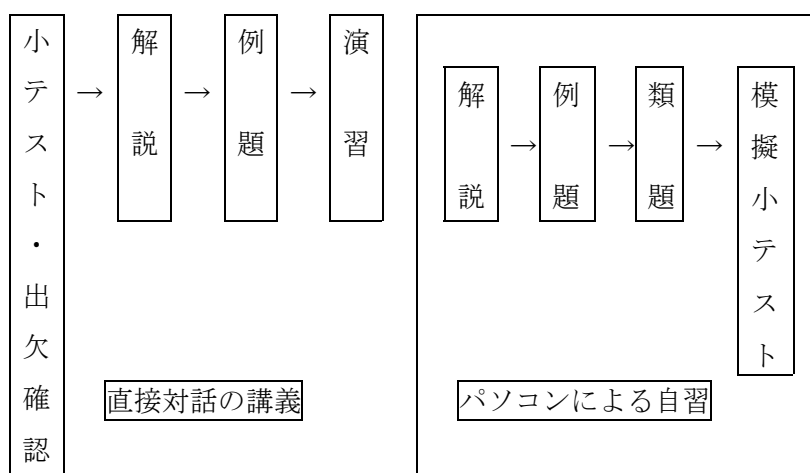 小テスト・出欠確認
→
解説
→
例題
→
演習
直接対話の講義
解説
→
例題
→
類題
→
模擬小テスト
パソコンによる自習